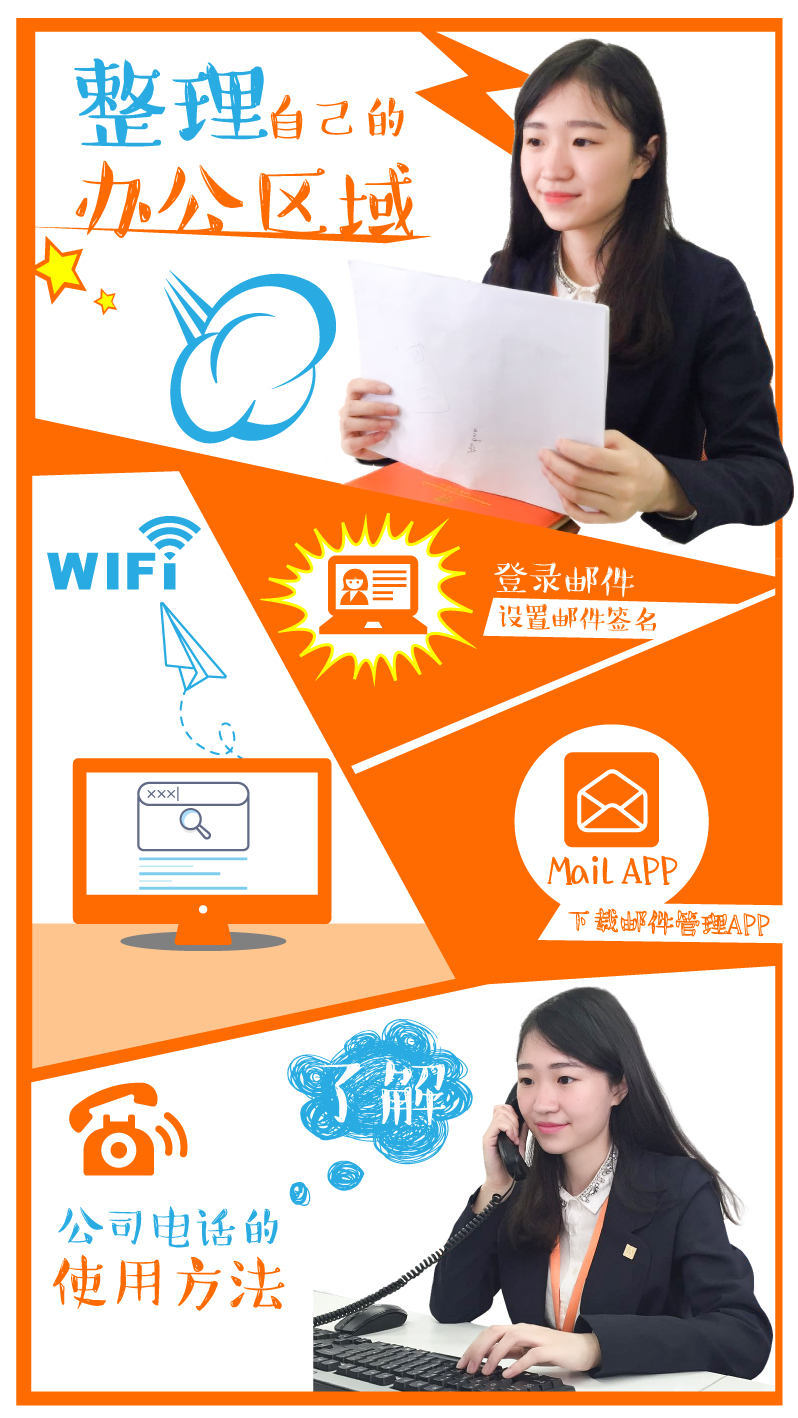 整理自己的
办公区域
WIFi
登录邮件
设置邮件签名
×××
MaiL APP
下载邮件管理APP
了解
公司电话的
使用方法